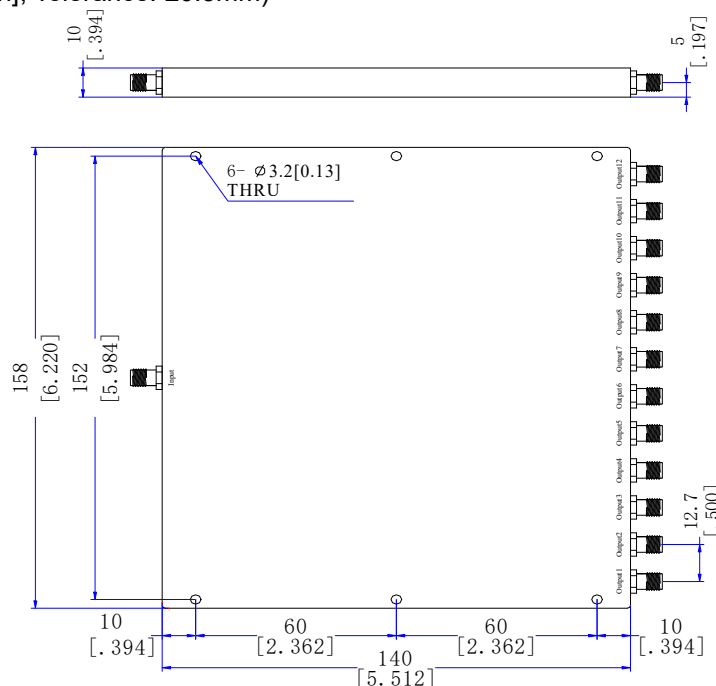 10
[.394]
5
[.197]
6- ⌀3.2[0.13]
THRU
158
[6.220]
152
[5.984]
Input
Output12
Output11
Output10
Output9
Output8
Output7
Output6
Output5
Output4
Output3
Output2
Output1
12.7
10
[.394]
60
[2.362]
60
[2.362]
10
[.394]
140
[5.512]